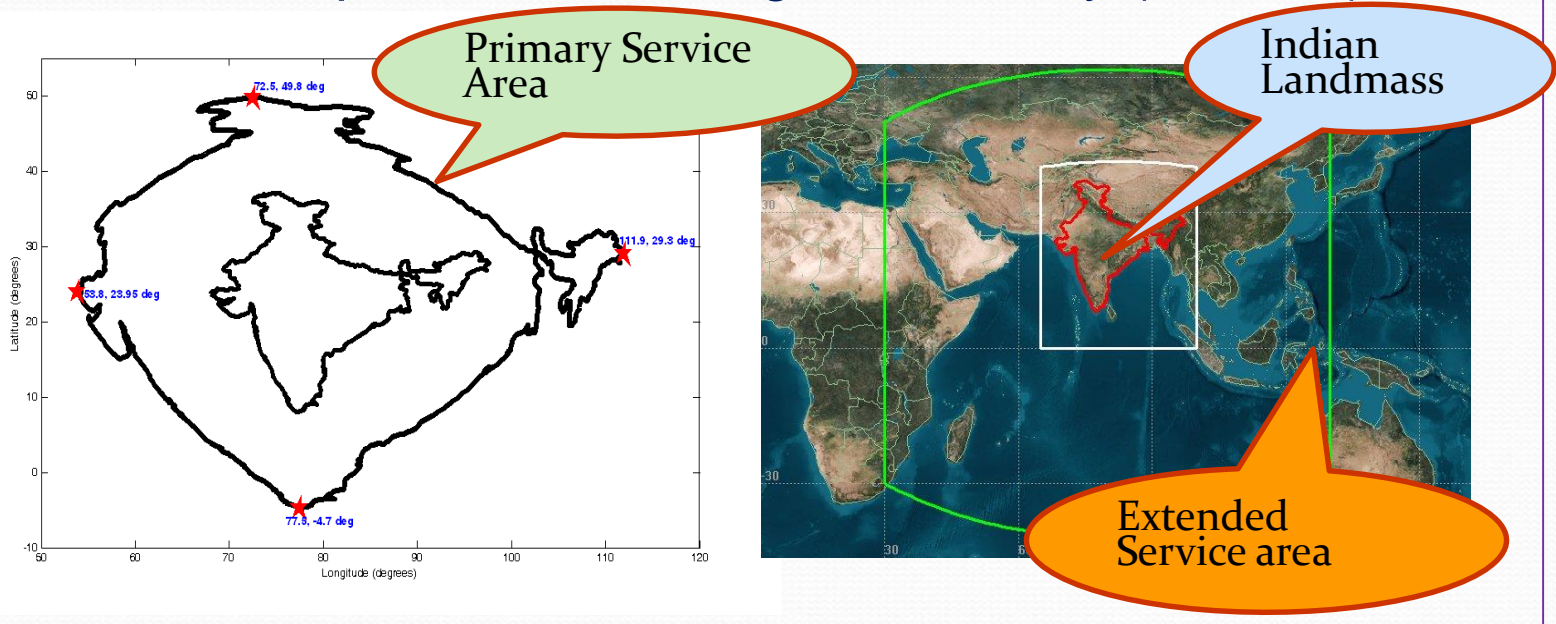 Primary Service
Area
Indian
Landmass
72.5, 49.8 deg
111.9, 29.3 deg
53.8, 23.95 deg
77.5, -4.7 deg
50
40
30
20
10
0
-10
50
60
70
80
90
100
110
120
Latitude (degrees)
Longitude (degrees)
30
0
30
30
Extended
Service area